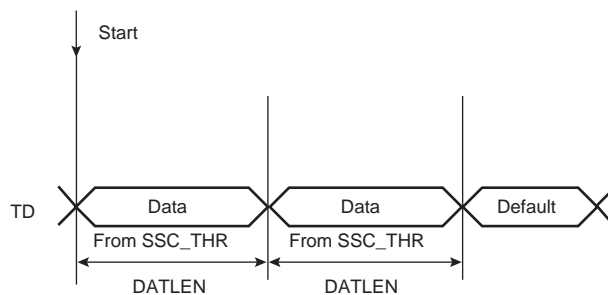 Start
TD Data Data Default
From SSC_THR From SSC_THR
DATLEN DATLEN